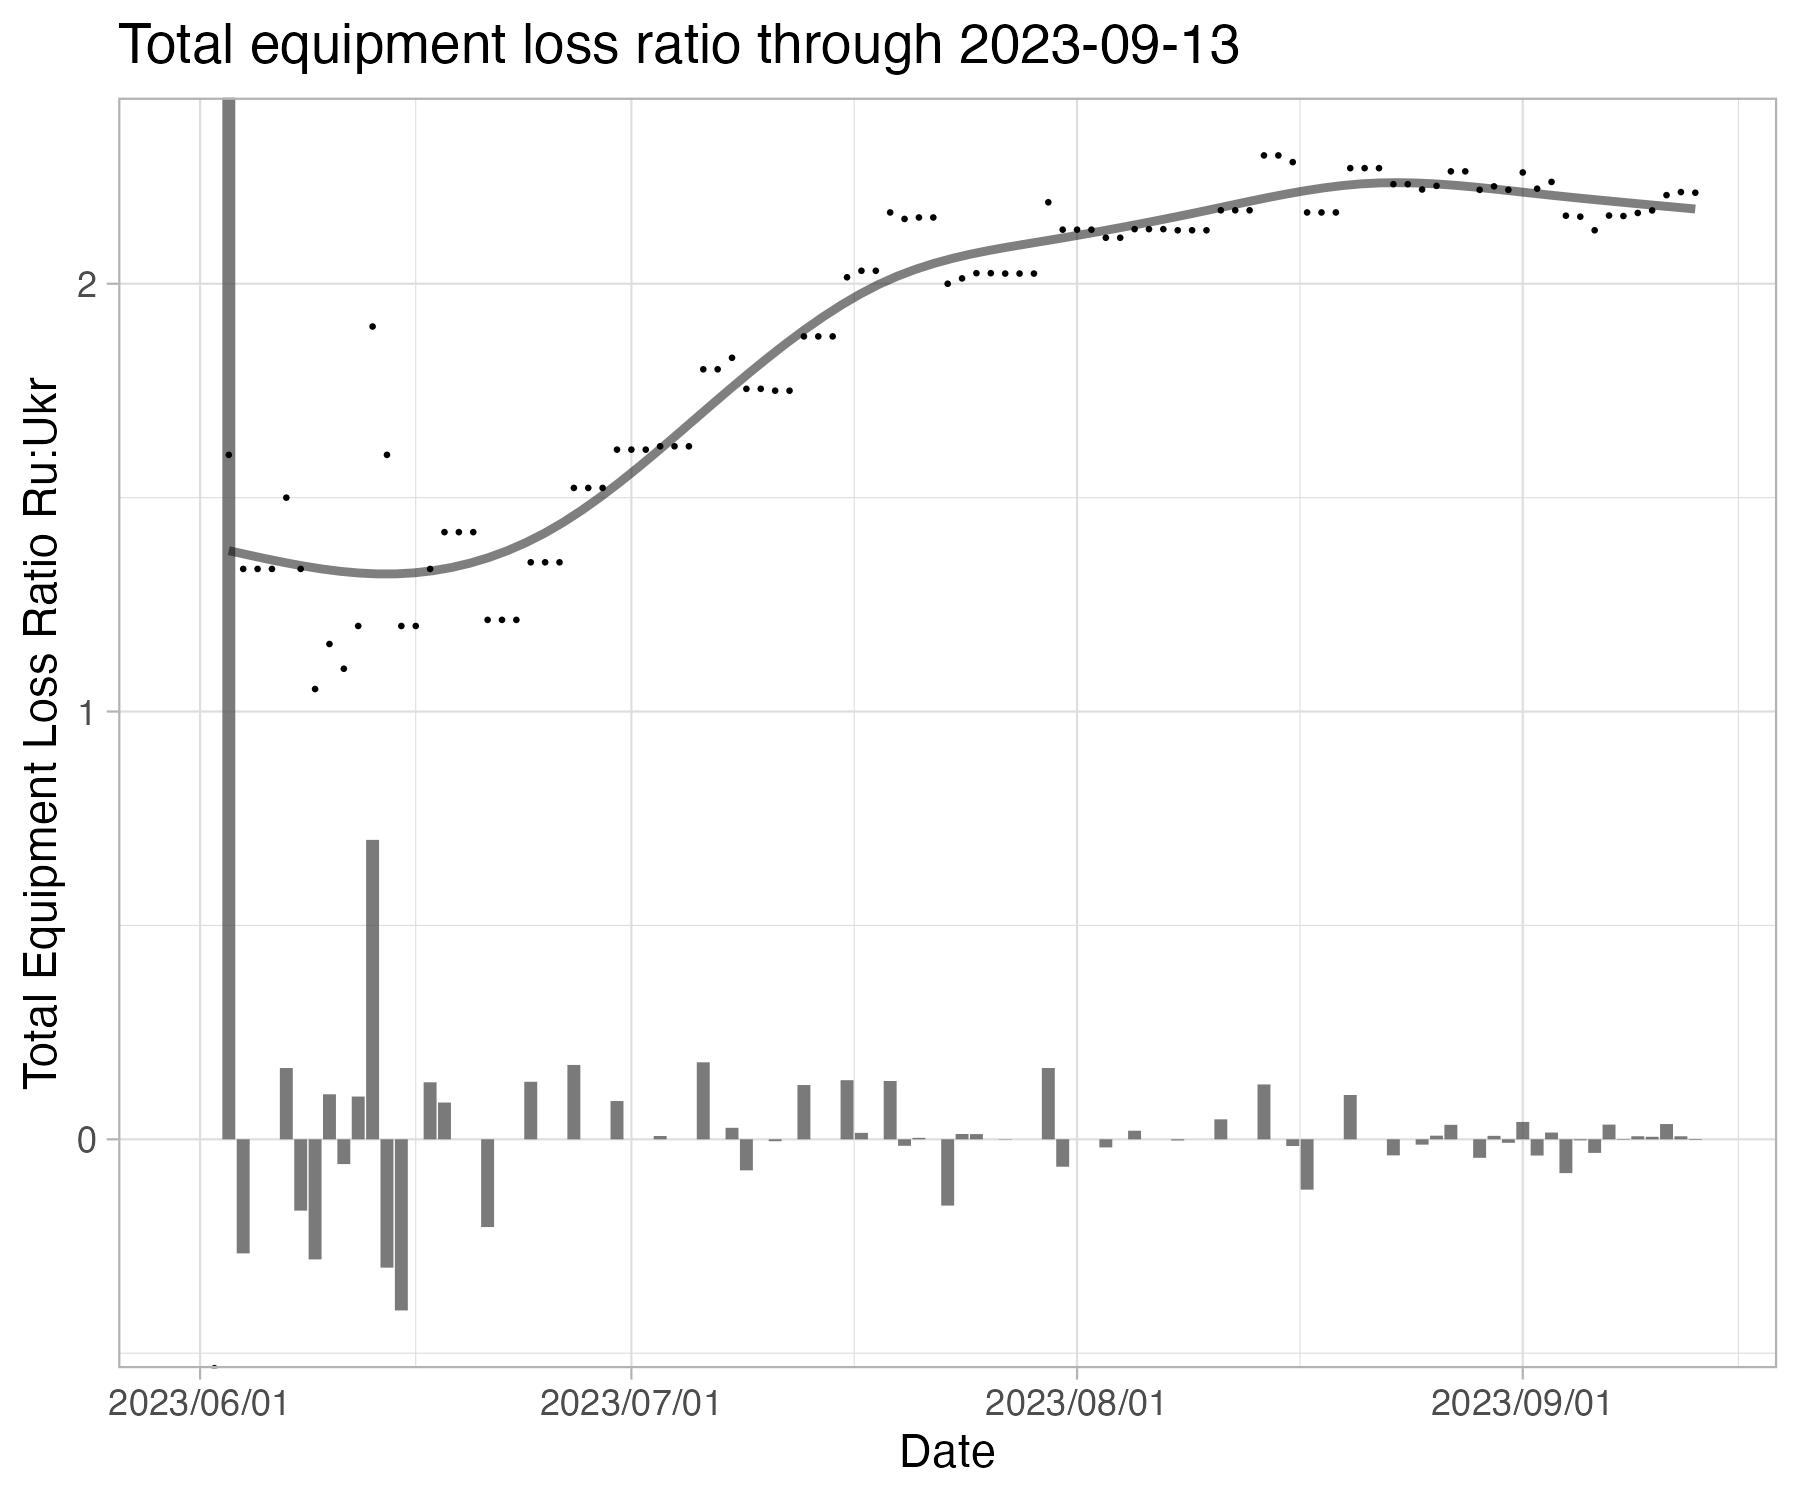 Total equipment loss ratio through 2023-09-13
Total Equipment Loss Ratio Ru:Ukr
2
1
0
2023/06/01 2023/07/01 2023/08/01 2023/09/01
Date